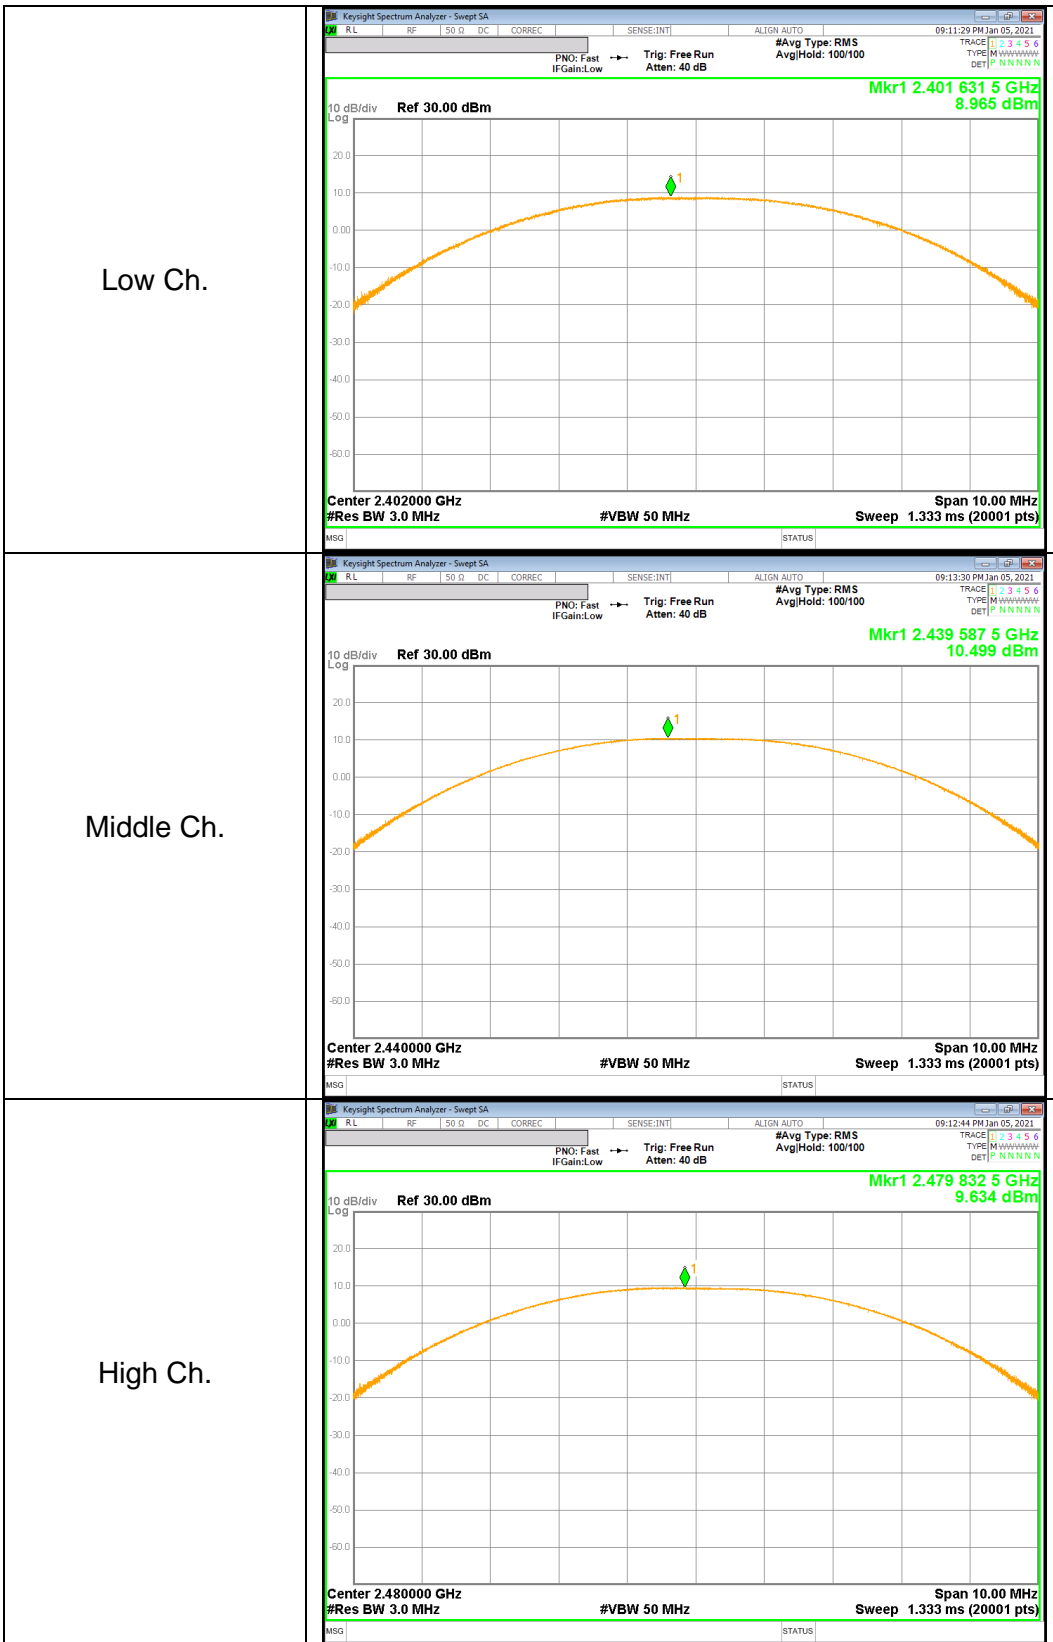 Low Ch.
Keysight Spectrum Analyzer - Swept SA
LXI RL RF 50 Ω DC CORREC SENSE:INT ALIGN AUTO 09:11:29 PM Jan 05, 2021
#Avg Type: RMS TRACE 1 2 3 4 5 6
PNO: Fast Trig: Free Run Avg|Hold: 100/100 TYPE M W W W W W
IFGain:Low Atten: 40 dB DET P N N N N N
Mkr1 2.401 631 5 GHz
10 dB/div Ref 30.00 dBm 8.965 dBm
Log
20.0
1
10.0
0.00
-10.0
-20.0
-30.0
-40.0
-50.0
-60.0
Center 2.402000 GHz Span 10.00 MHz
#Res BW 3.0 MHz #VBW 50 MHz Sweep 1.333 ms (20001 pts)
MSG STATUS
Middle Ch.
Keysight Spectrum Analyzer - Swept SA
LXI RL RF 50 Ω DC CORREC SENSE:INT ALIGN AUTO 09:13:30 PM Jan 05, 2021
#Avg Type: RMS TRACE 1 2 3 4 5 6
PNO: Fast Trig: Free Run Avg|Hold: 100/100 TYPE M W W W W W
IFGain:Low Atten: 40 dB DET P N N N N N
Mkr1 2.439 587 5 GHz
10 dB/div Ref 30.00 dBm 10.499 dBm
Log
20.0
1
10.0
0.00
-10.0
-20.0
-30.0
-40.0
-50.0
-60.0
Center 2.440000 GHz Span 10.00 MHz
#Res BW 3.0 MHz #VBW 50 MHz Sweep 1.333 ms (20001 pts)
MSG STATUS
High Ch.
Keysight Spectrum Analyzer - Swept SA
LXI RL RF 50 Ω DC CORREC SENSE:INT ALIGN AUTO 09:12:44 PM Jan 05, 2021
#Avg Type: RMS TRACE 1 2 3 4 5 6
PNO: Fast Trig: Free Run Avg|Hold: 100/100 TYPE M W W W W W
IFGain:Low Atten: 40 dB DET P N N N N N
Mkr1 2.479 832 5 GHz
10 dB/div Ref 30.00 dBm 9.634 dBm
Log
20.0
1
10.0
0.00
-10.0
-20.0
-30.0
-40.0
-50.0
-60.0
Center 2.480000 GHz Span 10.00 MHz
#Res BW 3.0 MHz #VBW 50 MHz Sweep 1.333 ms (20001 pts)
MSG STATUS